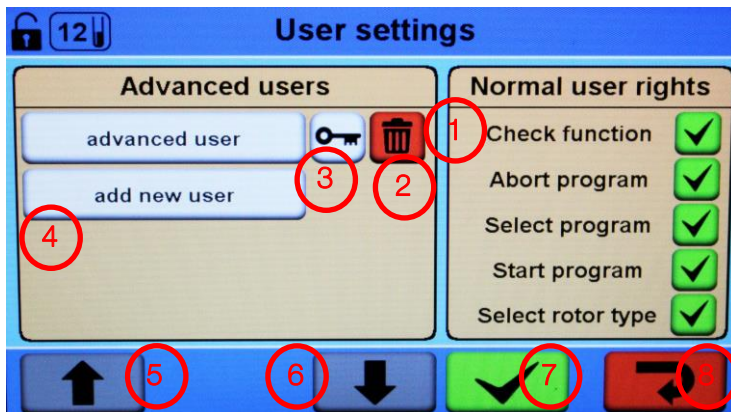 12
User settings
Advanced users
advanced user
3
2
add new user
4
Normal user rights
1
Check function
Abort program
Select program
Start program
Select rotor type
5
6
7
8